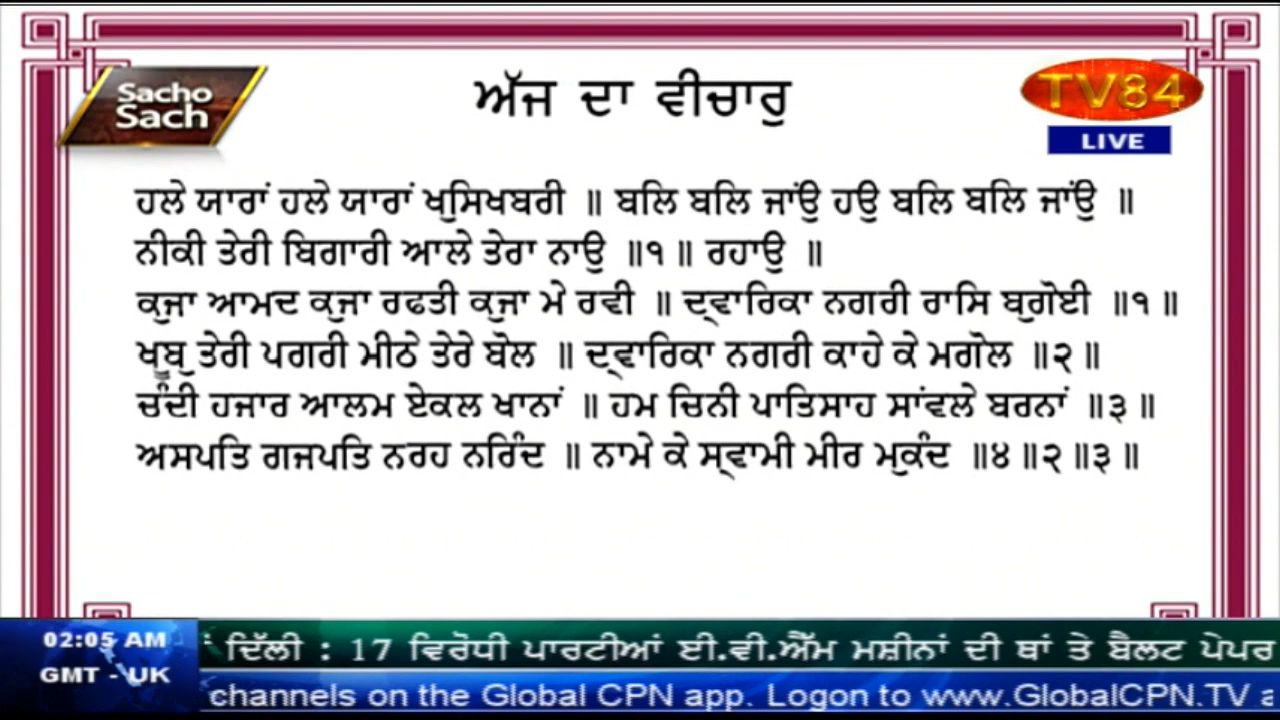 Sacho
Sach
ਅੱਜ ਦਾ ਵੀਚਾਰੁ
TV84
LIVE
ਹਲੇ ਯਾਰਾਂ ਹਲੇ ਯਾਰਾਂ ਖੁਸਿਖਬਰੀ ॥ ਬਲਿ ਬਲਿ ਜਾਂਉ ਹਉ ਬਲਿ ਬਲਿ ਜਾਂਉ ॥
ਨੀਕੀ ਤੇਰੀ ਬਿਗਾਰੀ ਆਲੇ ਤੇਰਾ ਨਾਉ ॥੧॥ ਰਹਾਉ ॥
ਕੁਜਾ ਆਮਦ ਕੁਜਾ ਰਫਤੀ ਕੁਜਾ ਮੇ ਰਵੀ ॥ ਦ੍ਵਾਰਿਕਾ ਨਗਰੀ ਰਾਸਿ ਬੁਗੋਈ ॥੧॥
ਖੂਬੁ ਤੇਰੀ ਪਗਰੀ ਮੀਠੇ ਤੇਰੇ ਬੋਲ ॥ ਦ੍ਵਾਰਿਕਾ ਨਗਰੀ ਕਾਹੇ ਕੇ ਮਗੋਲ ॥੨॥
ਚੰਦੀ ਹਜਾਰ ਆਲਮ ਏਕਲ ਖਾਨਾਂ ॥ ਹਮ ਚਿਨੀ ਪਾਤਿਸਾਹ ਸਾਂਵਲੇ ਬਰਨਾਂ ॥੩॥
ਅਸਪਤਿ ਗਜਪਤਿ ਨਰਹ ਨਰਿੰਦ ॥ ਨਾਮੇ ਕੇ ਸ੍ਵਾਮੀ ਮੀਰ ਮੁਕੰਦ ॥੪॥੨॥੩॥
02:05 AM
GMT - UK
ਦਿੱਲੀ : 17 ਵਿਰੋਧੀ ਪਾਰਟੀਆਂ ਈ.ਵੀ.ਐੱਮ ਮਸ਼ੀਨਾਂ ਦੀ ਥਾਂ ਤੇ ਬੈਲਟ ਪੇਪਰ
channels on the Global CPN app. Logon to www.GlobalCPN.TV a